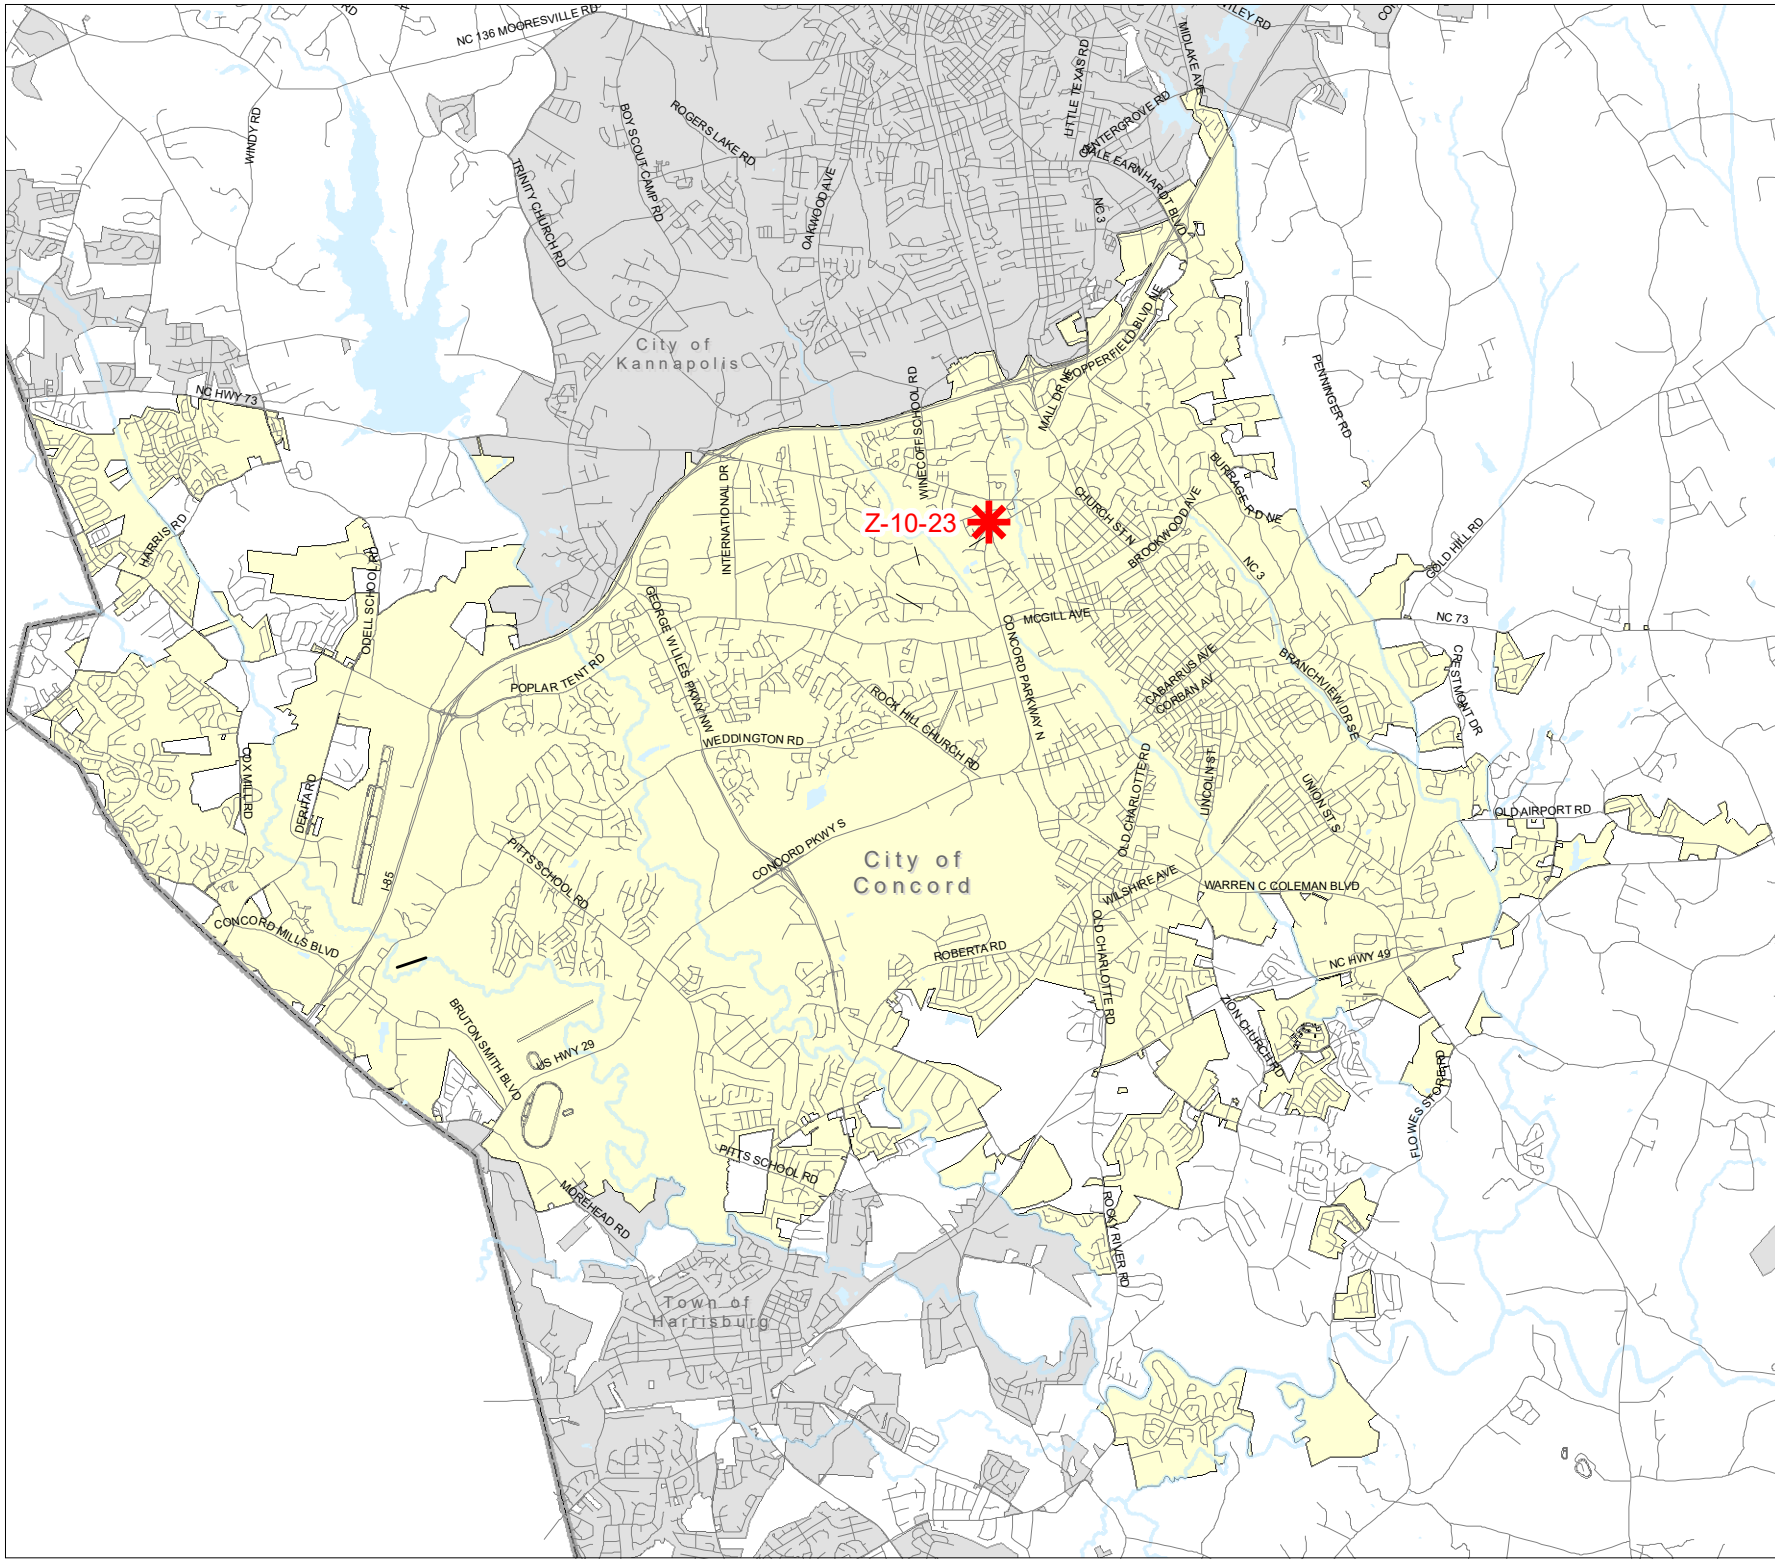 NC 136 MOORESVILLE RD
RD
TLEY RD
MIDLAKE AVE
LITTLE TEXAS RD
WINDY RD
BOY SCOUT CAMP RD
ROGERS LAKE RD
CENTERGROVE RD
DALE EARNHARDT BLVD
TRINITY CHURCH RD
OAKWOOD AVE
NC 3
City of
Kannapolis
COPPERFIELD BLVD NE
MALL DR NE
PENNINGER RD
NC HWY 73
WINECOFF SCHOOL RD
INTERNATIONAL DR
BURRAGE RD NE
CHURCH ST N
BROOKWOOD AVE
Z-10-23
HARRIS RD
ODELL SCHOOL RD
GOLD HILL RD
NC 3
GEORGE W LILES PKWY NW
MCGILL AVE
NC 73
CONCORD PARKWAY N
CRESTMONT DR
BRANCHVIEW DR SE
CABARRUS AVE
CORBAN AV
POPLAR TENT RD
ROCK HILL CHURCH RD
WEDDINGTON RD
COX MILL RD
DERITA RD
OLD CHARLOTTE RD
LINCOLN ST
UNION ST S
OLD AIRPORT RD
PITTS SCHOOL RD
CONCORD PKWY S
City of
Concord
I-85
WILSHIRE AVE
WARREN C COLEMAN BLVD
CONCORD MILLS BLVD
ROBERTA RD
OLD CHARLOTTE RD
NC HWY 49
BRUTON SMITH BLVD
US HWY 29
ZION CHURCH RD
FLOWES STORE RD
PITTS SCHOOL RD
MOREHEAD RD
ROCKY RIVER RD
Town of
Harrisburg